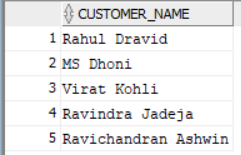 CUSTOMER_NAME
1 Rahul Dravid
2 MS Dhoni
3 Virat Kohli
4 Ravindra Jadeja
5 Ravichandran Ashwin